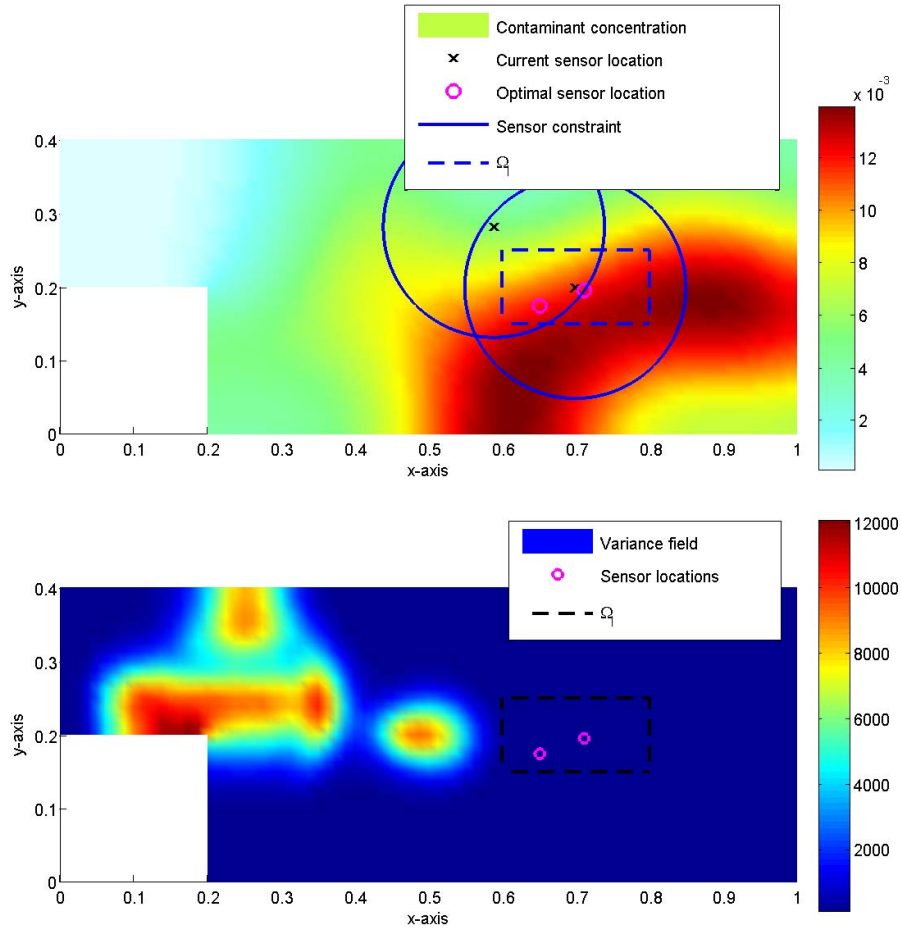 Contaminant concentration
Current sensor location
Optimal sensor location
Sensor constraint
Ω_l
x 10^-3
12
10
8
6
4
2
0.4
0.3
0.2
0.1
0
y-axis
0 0.1 0.2 0.3 0.4 0.5 0.6 0.7 0.8 0.9 1
x-axis
Variance field
Sensor locations
Ω_l
12000
10000
8000
6000
4000
2000
0.4
0.3
0.2
0.1
0
y-axis
0 0.1 0.2 0.3 0.4 0.5 0.6 0.7 0.8 0.9 1
x-axis